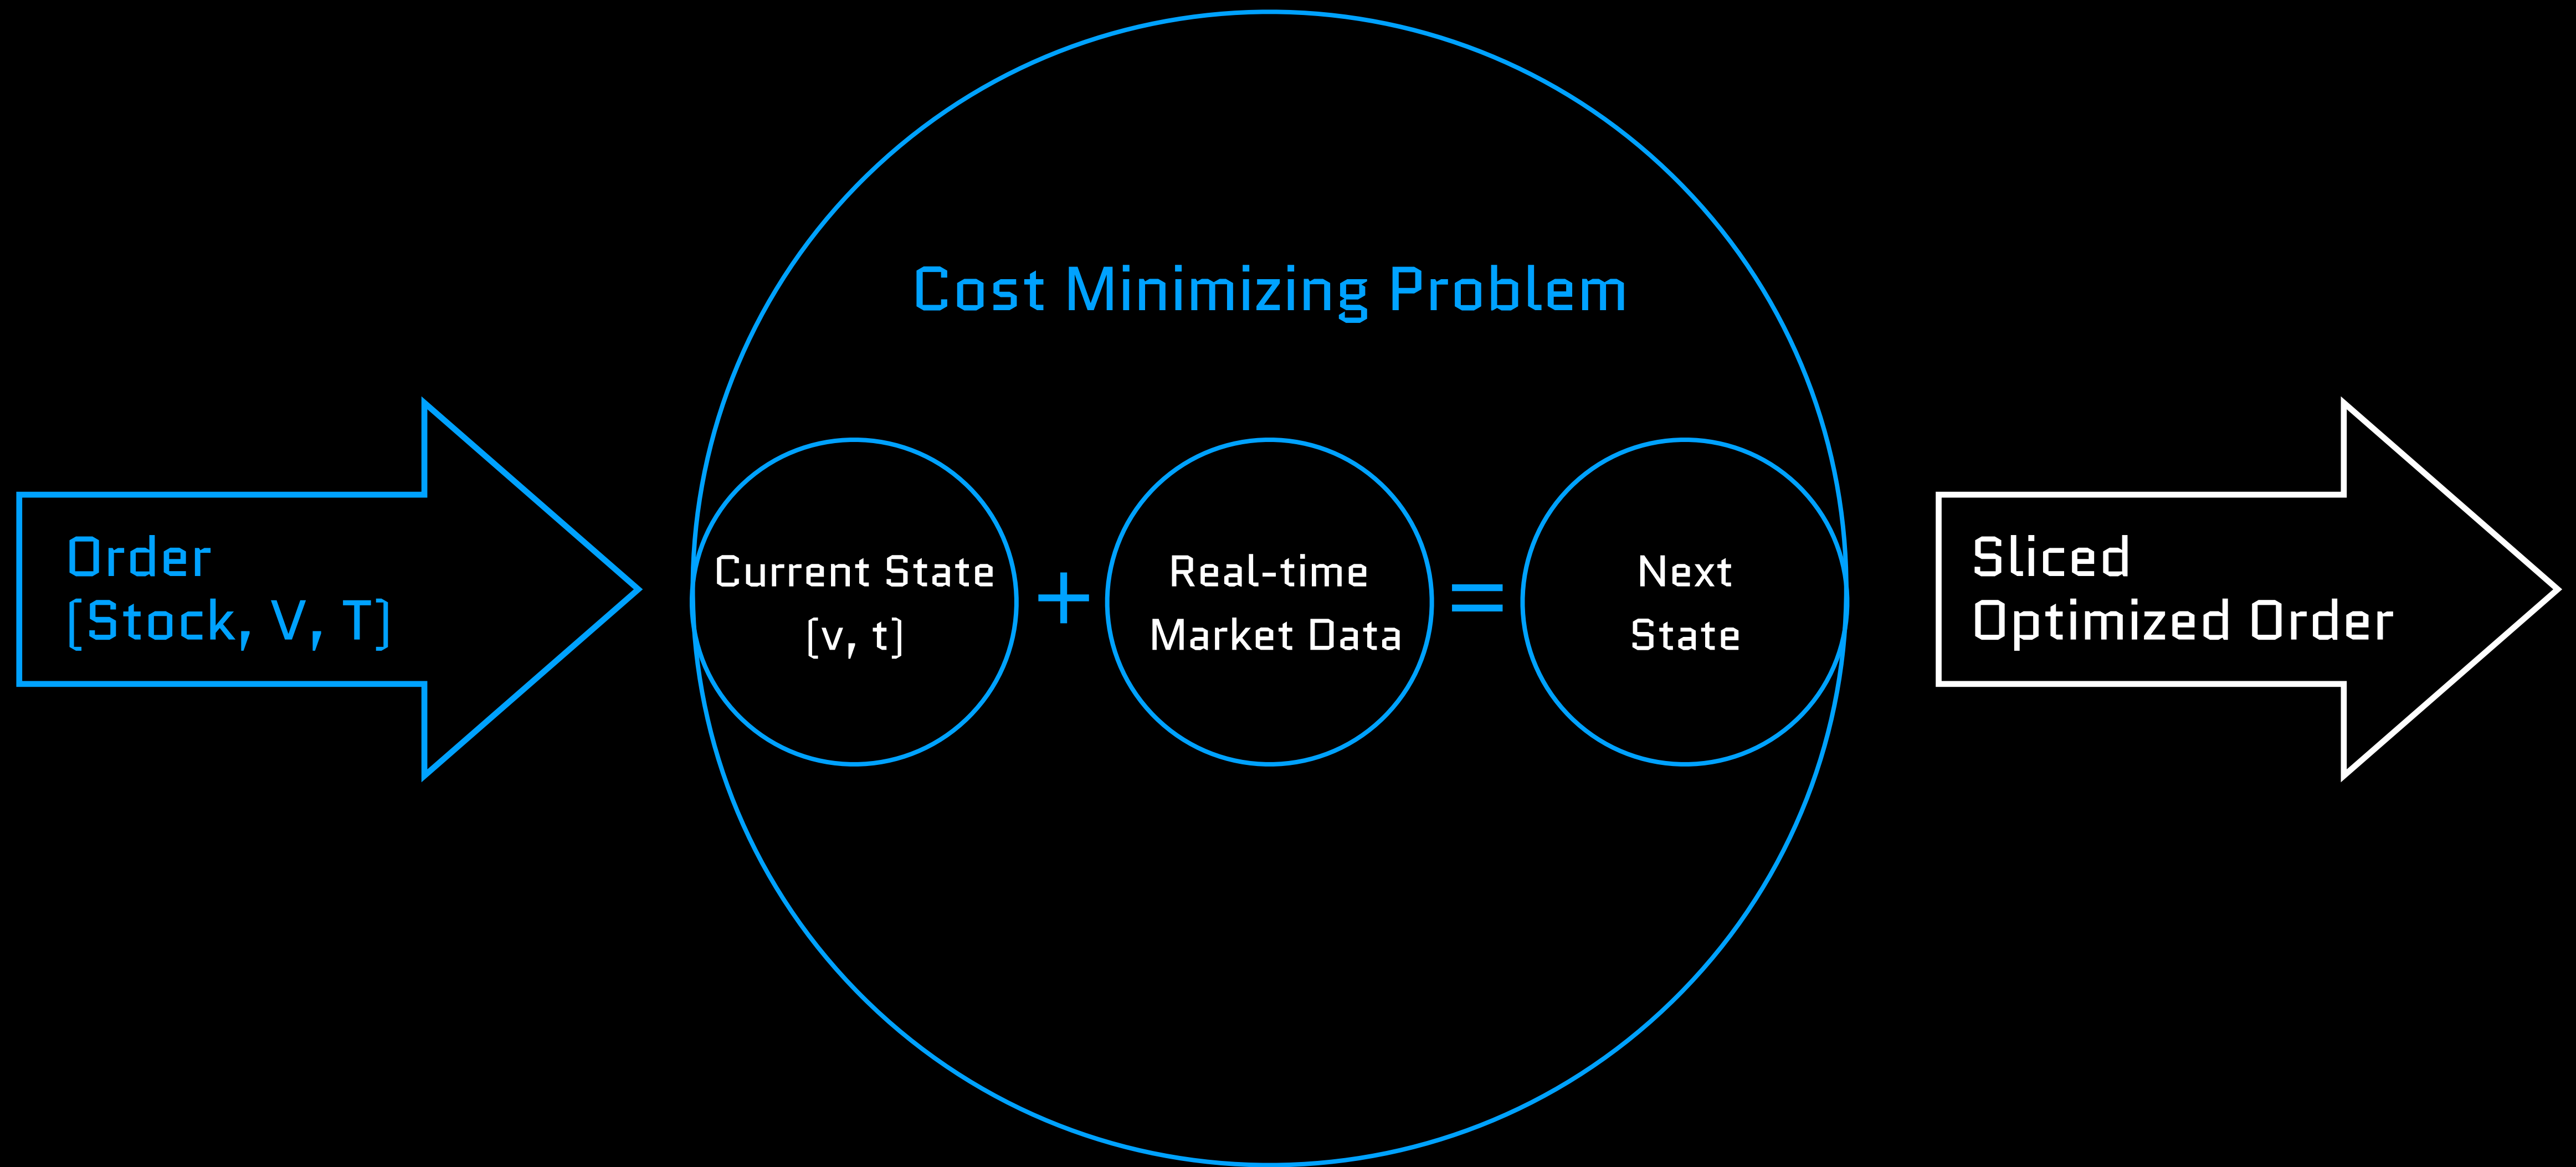 Cost Minimizing Problem
Order
[Stock, V, T]
Current State
[v, t]
+
Real-time
Market Data
=
Next
State
Sliced
Optimized Order